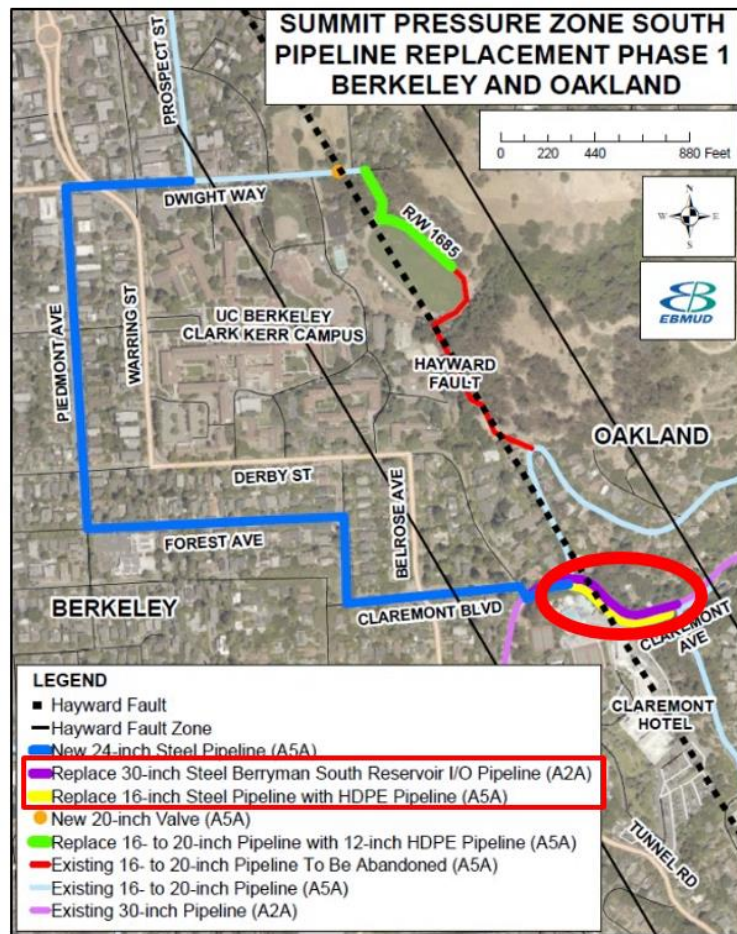 SUMMIT PRESSURE ZONE SOUTH
PIPELINE REPLACEMENT PHASE 1
BERKELEY AND OAKLAND
0 220 440 880 Feet
N
W E
S
EBMUD
PROSPECT ST
DWIGHT WAY
R/W 1685
PIEDMONT AVE
WARRING ST
UC BERKELEY
CLARK KERR CAMPUS
HAYWARD
FAULT
OAKLAND
DERBY ST
BELROSE AVE
FOREST AVE
BERKELEY
CLAREMONT BLVD
CLAREMONT
AVE
CLAREMONT
HOTEL
TUNNEL RD
LEGEND
Hayward Fault
Hayward Fault Zone
New 24-inch Steel Pipeline (A5A)
Replace 30-inch Steel Berryman South Reservoir I/O Pipeline (A2A)
Replace 16-inch Steel Pipeline with HDPE Pipeline (A5A)
New 20-inch Valve (A5A)
Replace 16- to 20-inch Pipeline with 12-inch HDPE Pipeline (A5A)
Existing 16- to 20-inch Pipeline To Be Abandoned (A5A)
Existing 16- to 20-inch Pipeline (A5A)
Existing 30-inch Pipeline (A2A)